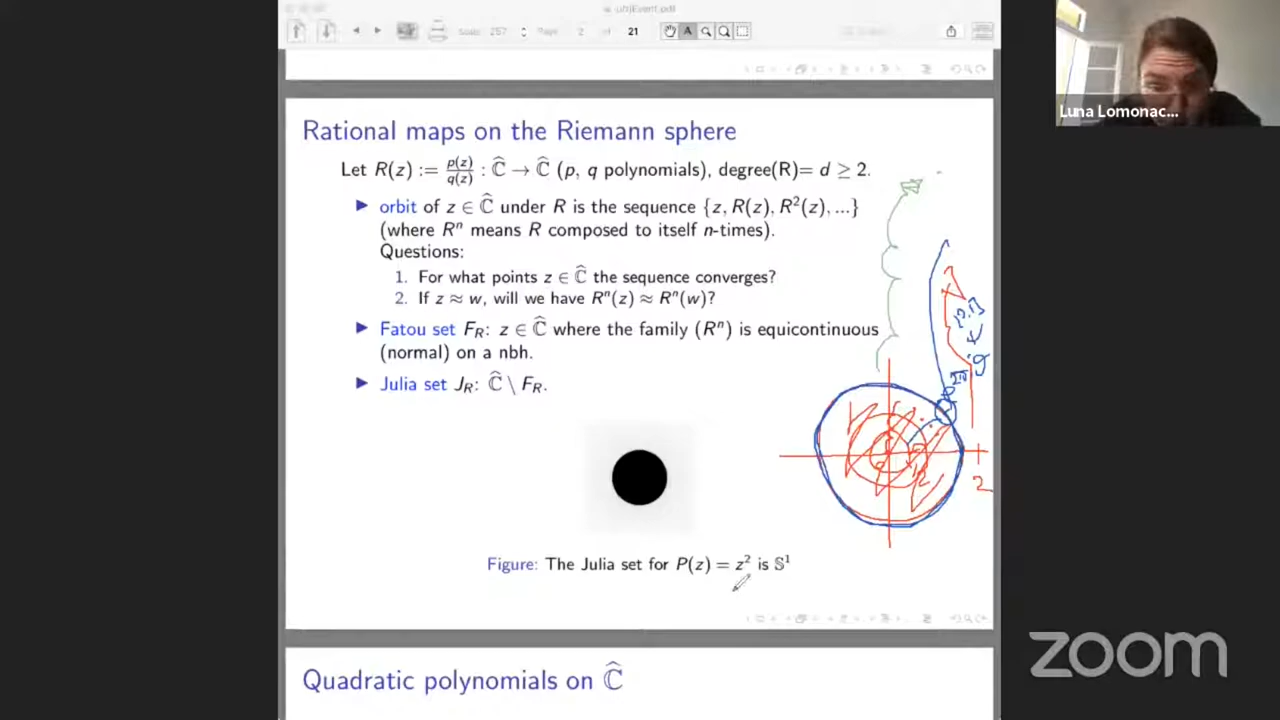 21
Luna Lomonac...
Rational maps on the Riemann sphere
Let R(z) := p(z)/q(z) : Ĉ → Ĉ (p, q polynomials), degree(R)= d ≥ 2.
▶ orbit of z ∈ Ĉ under R is the sequence {z, R(z), R²(z), ...}
(where Rⁿ means R composed to itself n-times).
Questions:
1. For what points z ∈ Ĉ the sequence converges?
2. If z ≈ w, will we have Rⁿ(z) ≈ Rⁿ(w)?
▶ Fatou set F_R: z ∈ Ĉ where the family (Rⁿ) is equicontinuous
(normal) on a nbh.
▶ Julia set J_R: Ĉ \ F_R.
2
Figure: The Julia set for P(z) = z² is 𝕊¹
zoom
Quadratic polynomials on Ĉ